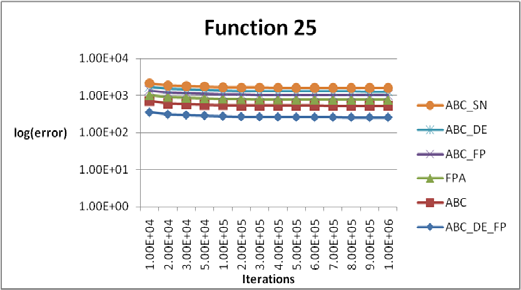 Function 25
1.00E+04
1.00E+03
1.00E+02
1.00E+01
1.00E+00
log(error)
1.00E+04
2.00E+04
3.00E+04
5.00E+04
1.00E+05
2.00E+05
3.00E+05
4.00E+05
5.00E+05
6.00E+05
7.00E+05
8.00E+05
9.00E+05
1.00E+06
Iterations
ABC_SN
ABC_DE
ABC_FP
FPA
ABC
ABC_DE_FP